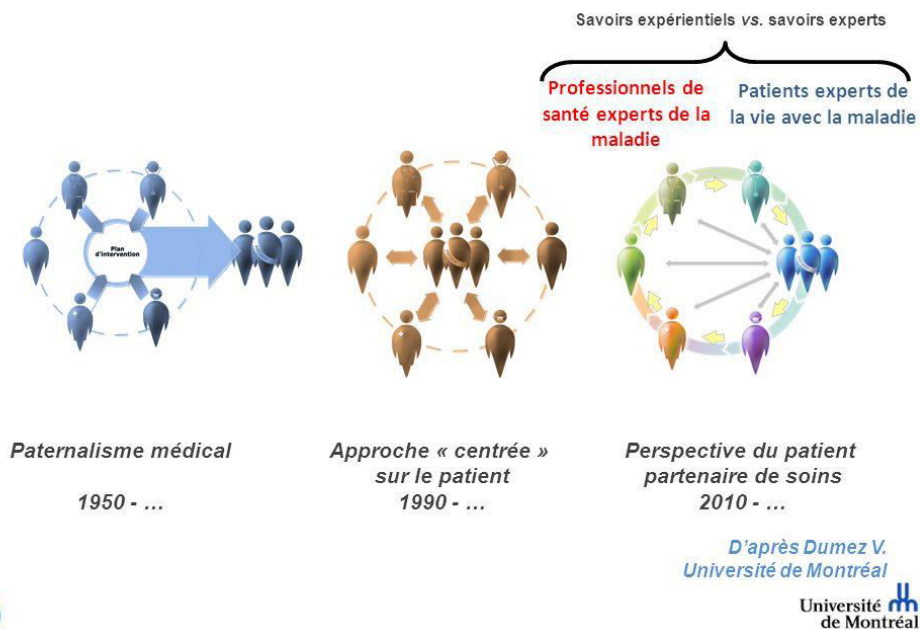 Savoirs expérientiels vs. savoirs experts
Professionnels de
santé experts de la
maladie
Patients experts de
la vie avec la maladie
Plan
d'intervention
Paternalisme médical
1950 - …
Approche « centrée »
sur le patient
1990 - …
Perspective du patient
partenaire de soins
2010 - …
D'après Dumez V.
Université de Montréal
Université
de Montréal